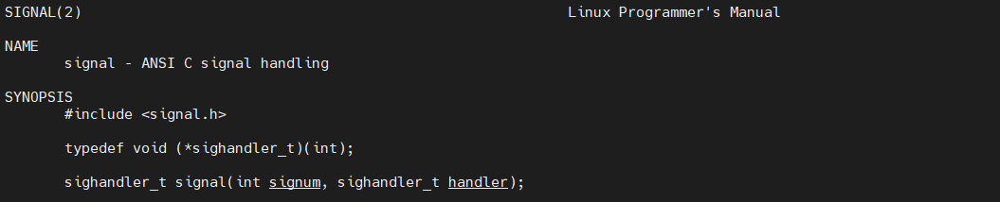 SIGNAL(2) Linux Programmer's Manual
NAME
signal - ANSI C signal handling
SYNOPSIS
#include <signal.h>
typedef void (*sighandler_t)(int);
sighandler_t signal(int signum, sighandler_t handler);